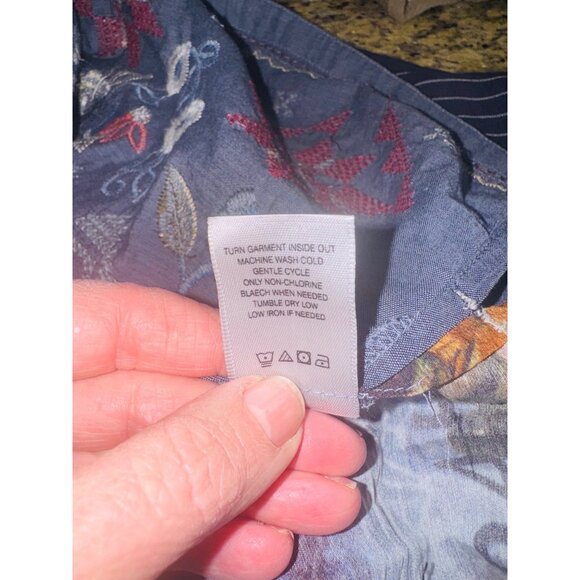 TURN GARMENT INSIDE OUT
MACHINE WASH COLD
GENTLE CYCLE
ONLY NON-CHLORINE
BLAECH WHEN NEEDED
TUMBLE DRY LOW
LOW IRON IF NEEDED